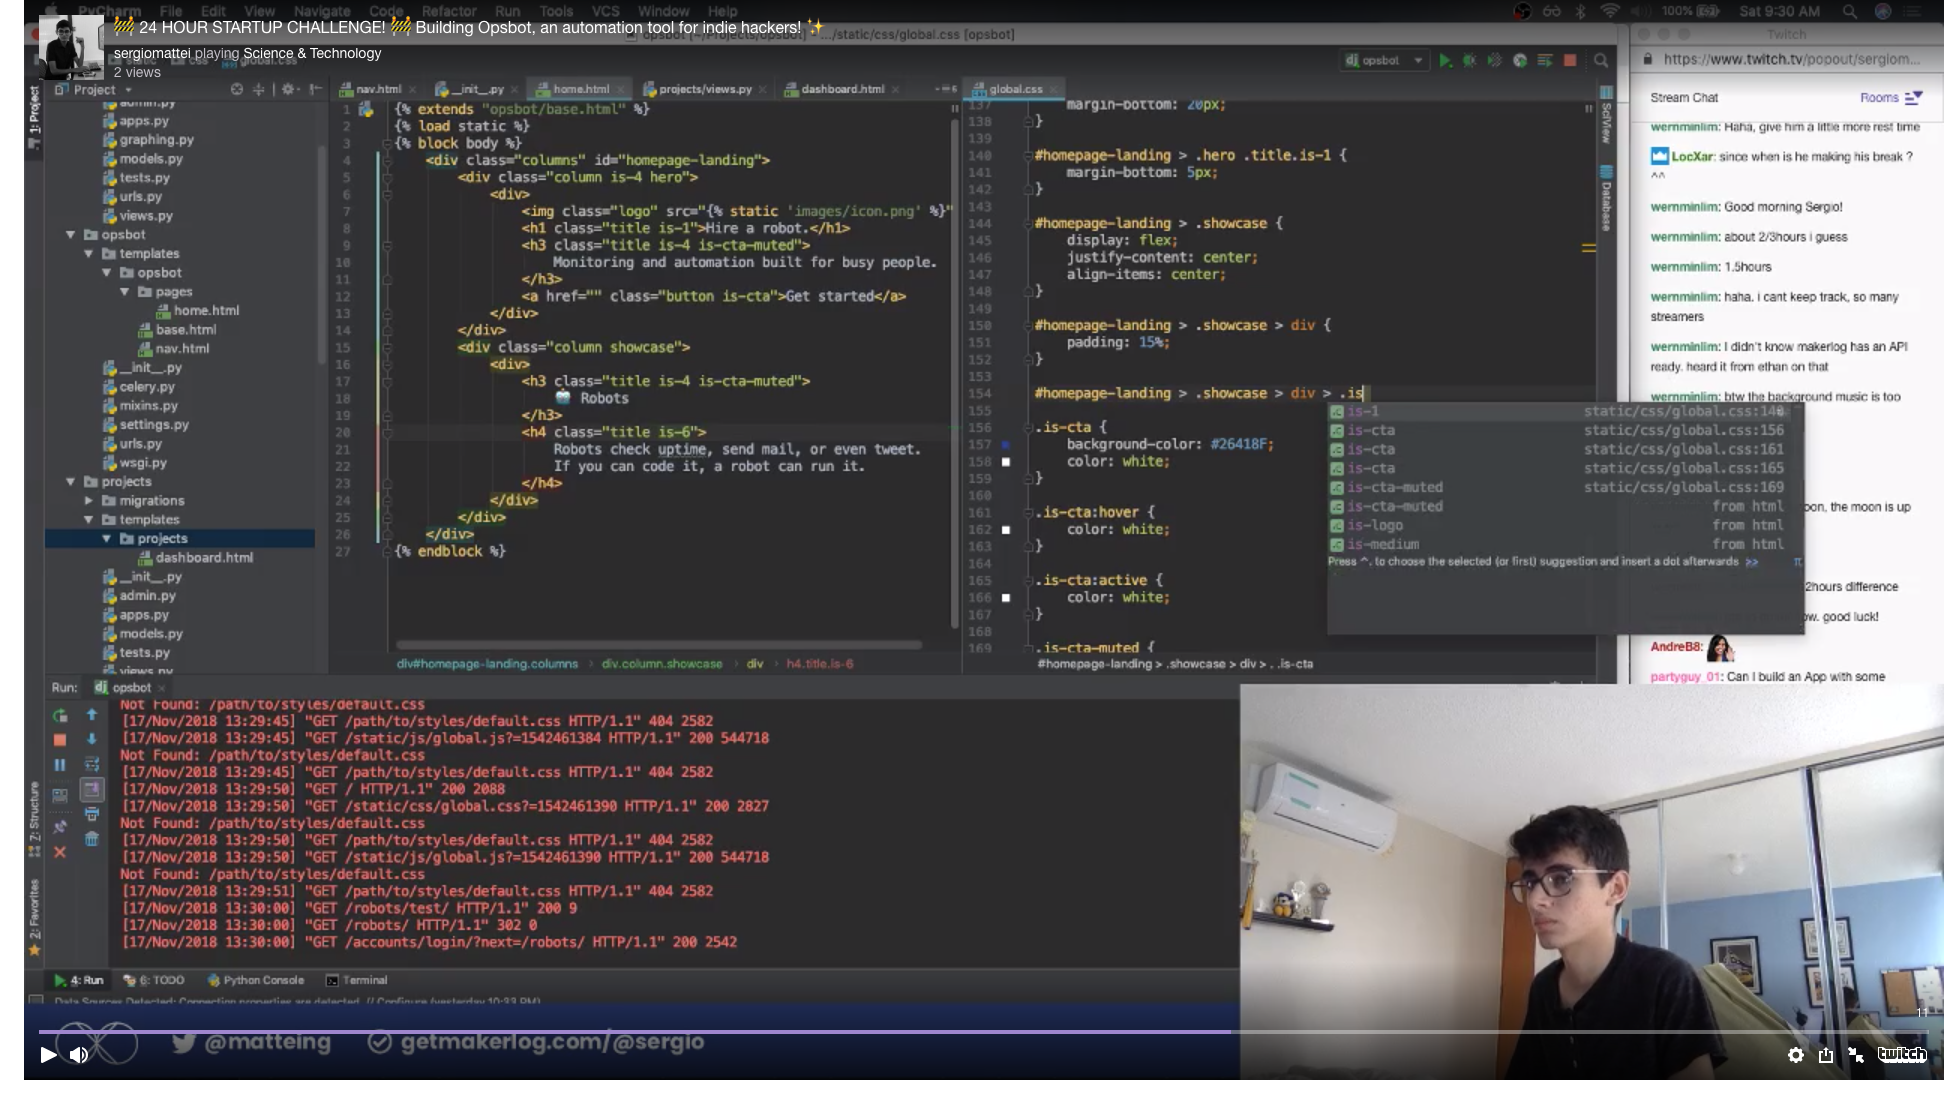 PyCharm File Edit View Navigate Code Refactor Run Tools VCS Window Help
100% Sat 9:30 AM
🚧 24 HOUR STARTUP CHALLENGE! 🚧 Building Opsbot, an automation tool for indie hackers! ✨
sergiomattei playing Science & Technology
2 views
.../static/css/global.css [opsbot]
opsbot
Project
1: Project
admin.py
apps.py
graphing.py
models.py
tests.py
urls.py
views.py
opsbot
templates
opsbot
pages
home.html
base.html
nav.html
__init__.py
celery.py
mixins.py
settings.py
urls.py
wsgi.py
projects
migrations
templates
projects
dashboard.html
__init__.py
admin.py
apps.py
models.py
tests.py
views.py
nav.html __init__.py home.html projects/views.py dashboard.html
1 {% extends "opsbot/base.html" %}
2 {% load static %}
3 {% block body %}
4 <div class="columns" id="homepage-landing">
5 <div class="column is-4 hero">
6 <div>
7 <img class="logo" src="{% static 'images/icon.png' %}"
8 <h1 class="title is-1">Hire a robot.</h1>
9 <h3 class="title is-4 is-cta-muted">
10 Monitoring and automation built for busy people.
11 </h3>
12 <a href="" class="button is-cta">Get started</a>
13 </div>
14 </div>
15 <div class="column showcase">
16 <div>
17 <h3 class="title is-4 is-cta-muted">
18 🤖 Robots
19 </h3>
20 <h4 class="title is-6">
21 Robots check uptime, send mail, or even tweet.
22 If you can code it, a robot can run it.
23 </h4>
24 </div>
25 </div>
26 </div>
27 {% endblock %}
div#homepage-landing.columns › div.column.showcase › div › h4.title.is-6
global.css
137 margin-bottom: 20px;
138 }
139
140 #homepage-landing > .hero .title.is-1 {
141 margin-bottom: 5px;
142 }
143
144 #homepage-landing > .showcase {
145 display: flex;
146 justify-content: center;
147 align-items: center;
148 }
149
150 #homepage-landing > .showcase > div {
151 padding: 15%;
152 }
153
154 #homepage-landing > .showcase > div > .is
155
156 .is-cta {
157 background-color: #26418F;
158 color: white;
159 }
160
161 .is-cta:hover {
162 color: white;
163 }
164
165 .is-cta:active {
166 color: white;
167 }
168
169 .is-cta-muted {
#homepage-landing > .showcase > div > . .is-cta
is-1 static/css/global.css:140
is-cta static/css/global.css:156
is-cta static/css/global.css:161
is-cta static/css/global.css:165
is-cta-muted static/css/global.css:169
is-cta-muted from html
is-logo from html
is-medium from html
Press ^. to choose the selected (or first) suggestion and insert a dot afterwards >>
SciView
Database
Twitch
https://www.twitch.tv/popout/sergiom...
Stream Chat Rooms
wernminlim: Haha, give him a little more rest time
LocXar: since when is he making his break ?
^^
wernminlim: Good morning Sergio!
wernminlim: about 2/3hours i guess
wernminlim: 1.5hours
wernminlim: haha. i cant keep track, so many
streamers
wernminlim: I didn't know makerlog has an API
ready. heard it from ethan on that
wernminlim: btw the background music is too
oon, the moon is up
2hours difference
ow. good luck!
AndreB8:
partyguy_01: Can I build an App with some
Run: opsbot
Not Found: /path/to/styles/default.css
[17/Nov/2018 13:29:45] "GET /path/to/styles/default.css HTTP/1.1" 404 2582
[17/Nov/2018 13:29:45] "GET /static/js/global.js?=1542461384 HTTP/1.1" 200 544718
Not Found: /path/to/styles/default.css
[17/Nov/2018 13:29:45] "GET /path/to/styles/default.css HTTP/1.1" 404 2582
[17/Nov/2018 13:29:50] "GET / HTTP/1.1" 200 2088
[17/Nov/2018 13:29:50] "GET /static/css/global.css?=1542461390 HTTP/1.1" 200 2827
Not Found: /path/to/styles/default.css
[17/Nov/2018 13:29:50] "GET /path/to/styles/default.css HTTP/1.1" 404 2582
[17/Nov/2018 13:29:50] "GET /static/js/global.js?=1542461390 HTTP/1.1" 200 544718
Not Found: /path/to/styles/default.css
[17/Nov/2018 13:29:51] "GET /path/to/styles/default.css HTTP/1.1" 404 2582
[17/Nov/2018 13:30:00] "GET /robots/test/ HTTP/1.1" 200 9
[17/Nov/2018 13:30:00] "GET /robots/ HTTP/1.1" 302 0
[17/Nov/2018 13:30:00] "GET /accounts/login/?next=/robots/ HTTP/1.1" 200 2542
Z: Structure
2: Favorites
4: Run 6: TODO Python Console Terminal
Data Sources Detected: Connection properties are detected. // Configure (yesterday 10:33 PM)
@matteing getmakerlog.com/@sergio
11
twitch